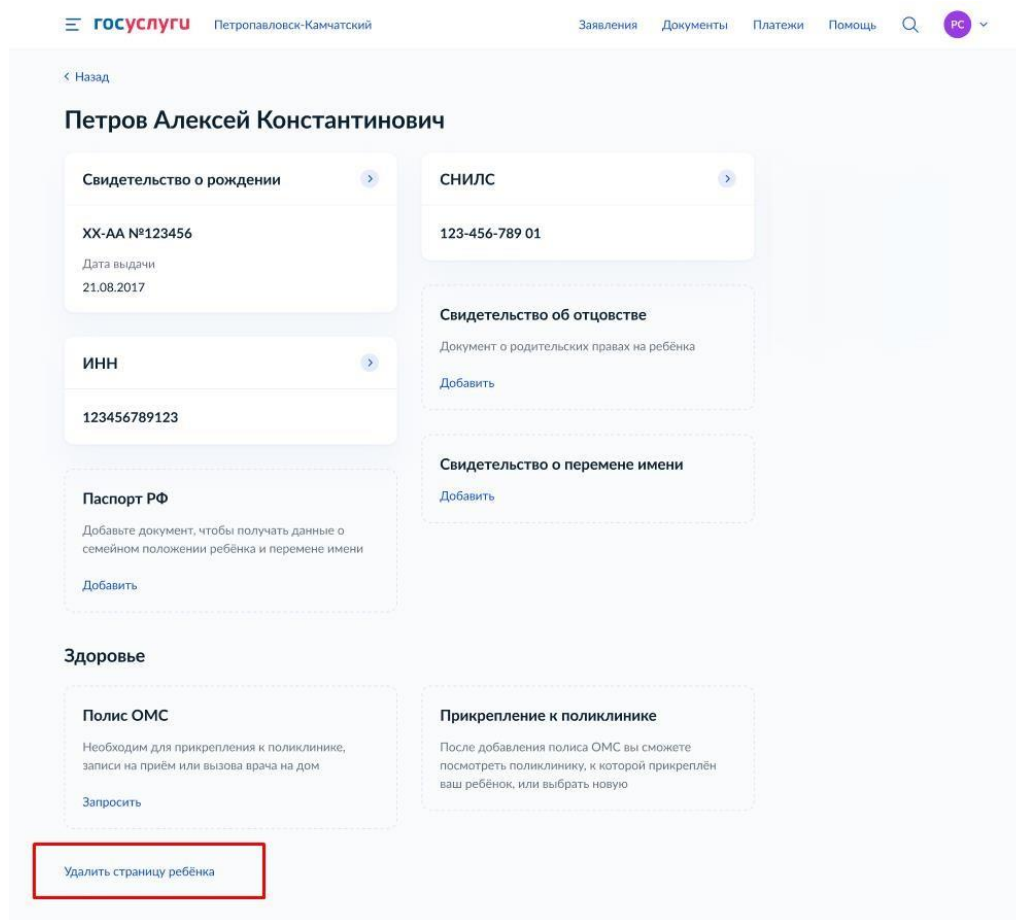 госуслуги Петропавловск-Камчатский Заявления Документы Платежи Помощь РС
Назад
Петров Алексей Константинович
Свидетельство о рождении
XX-АА №123456
Дата выдачи
21.08.2017
ИНН
123456789123
Паспорт РФ
Добавьте документ, чтобы получать данные о
семейном положении ребёнка и перемене имени
Добавить
СНИЛС
123-456-789 01
Свидетельство об отцовстве
Документ о родительских правах на ребёнка
Добавить
Свидетельство о перемене имени
Добавить
Здоровье
Полис ОМС
Необходим для прикрепления к поликлинике,
записи на приём или вызова врача на дом
Запросить
Прикрепление к поликлинике
После добавления полиса ОМС вы сможете
посмотреть поликлинику, к которой прикреплён
ваш ребёнок, или выбрать новую
Удалить страницу ребёнка